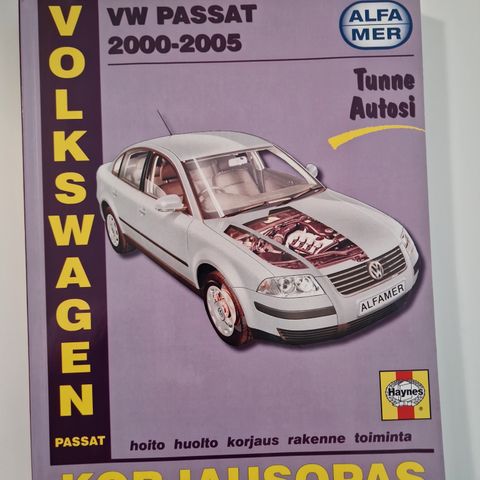 VOLKSWAGEN
VW PASSAT
2000-2005
ALFA
MER
Tunne
Autosi
ALFAMER
Haynes
PASSAT
hoito huolto korjaus rakenne toiminta
KORJAUSOPAS